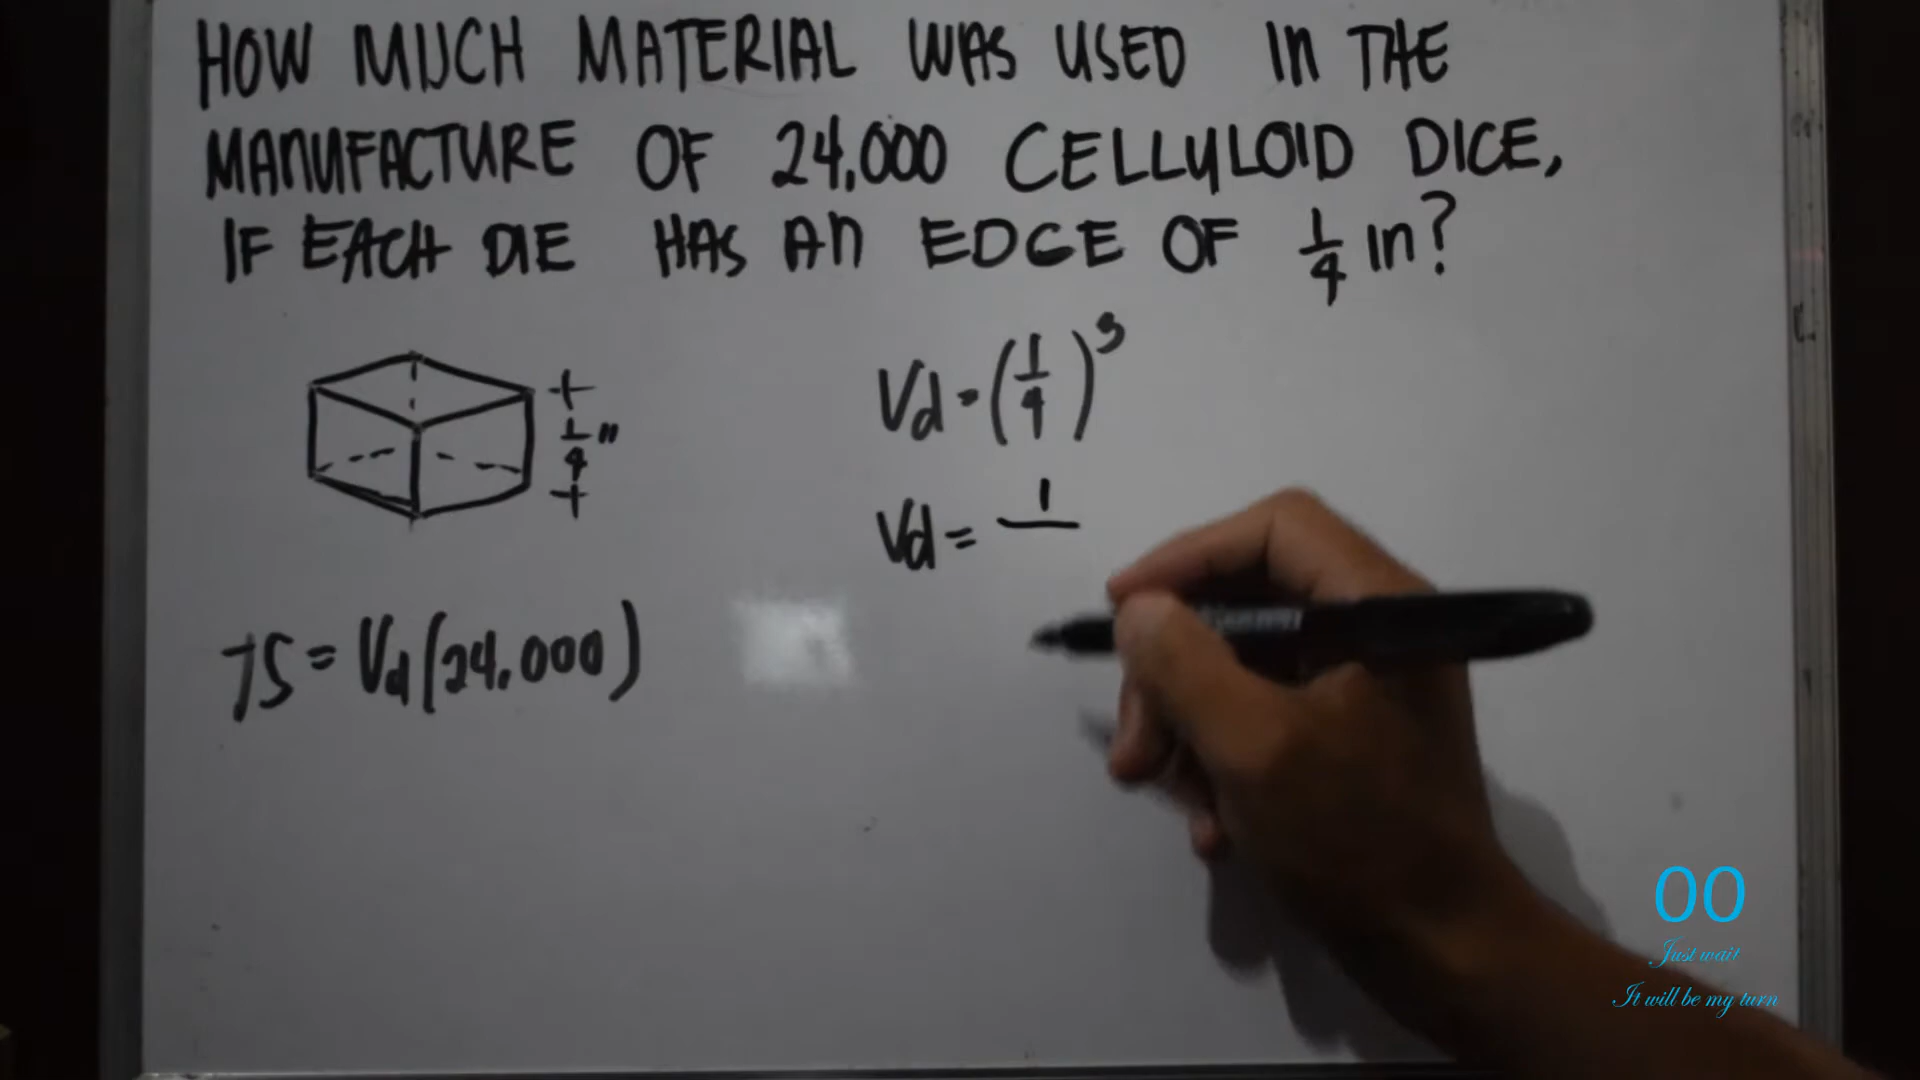 HOW MUCH MATERIAL WAS USED IN THE
MANUFACTURE OF 24,000 CELLULOID DICE,
IF EACH DIE HAS AN EDGE OF 1/4 in?
1/4"
Vd = (1/4)³
Vd = 1
TS = Vd(24,000)
00
Just wait
It will be my turn